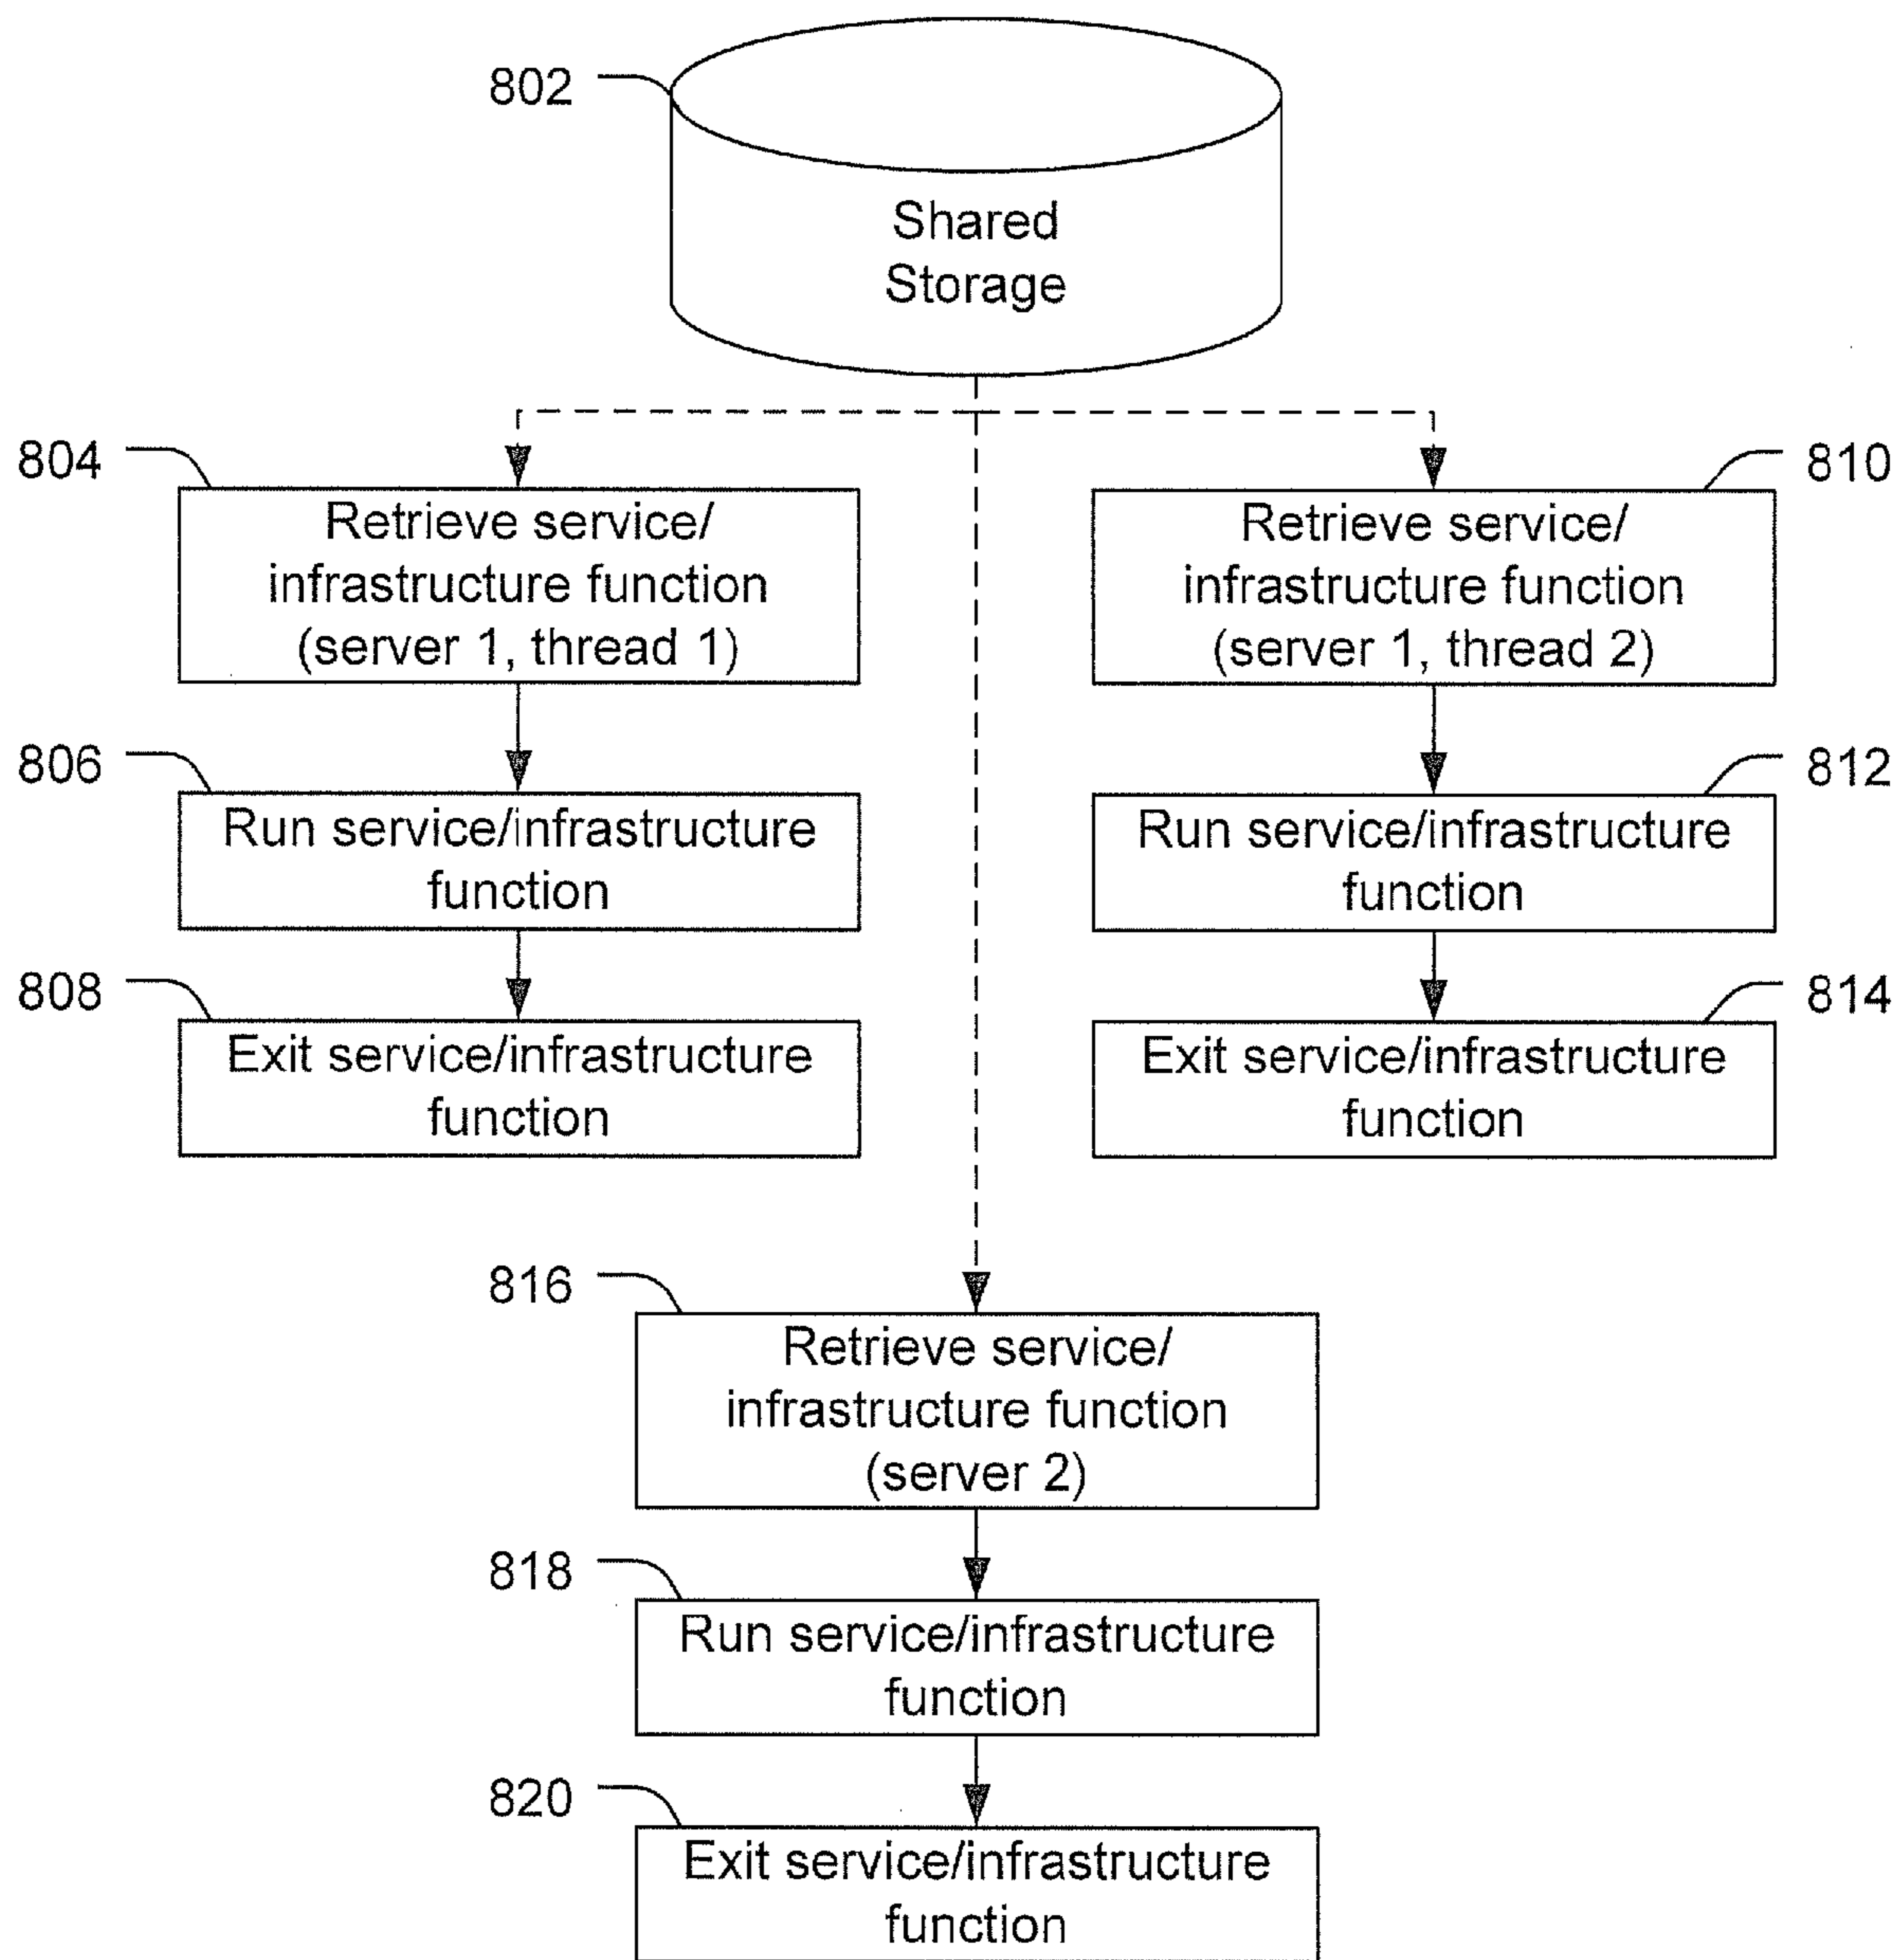 802
Shared
Storage
804
Retrieve service/
infrastructure function
(server 1, thread 1)
806
Run service/infrastructure
function
808
Exit service/infrastructure
function
810
Retrieve service/
infrastructure function
(server 1, thread 2)
812
Run service/infrastructure
function
814
Exit service/infrastructure
function
816
Retrieve service/
infrastructure function
(server 2)
818
Run service/infrastructure
function
820
Exit service/infrastructure
function